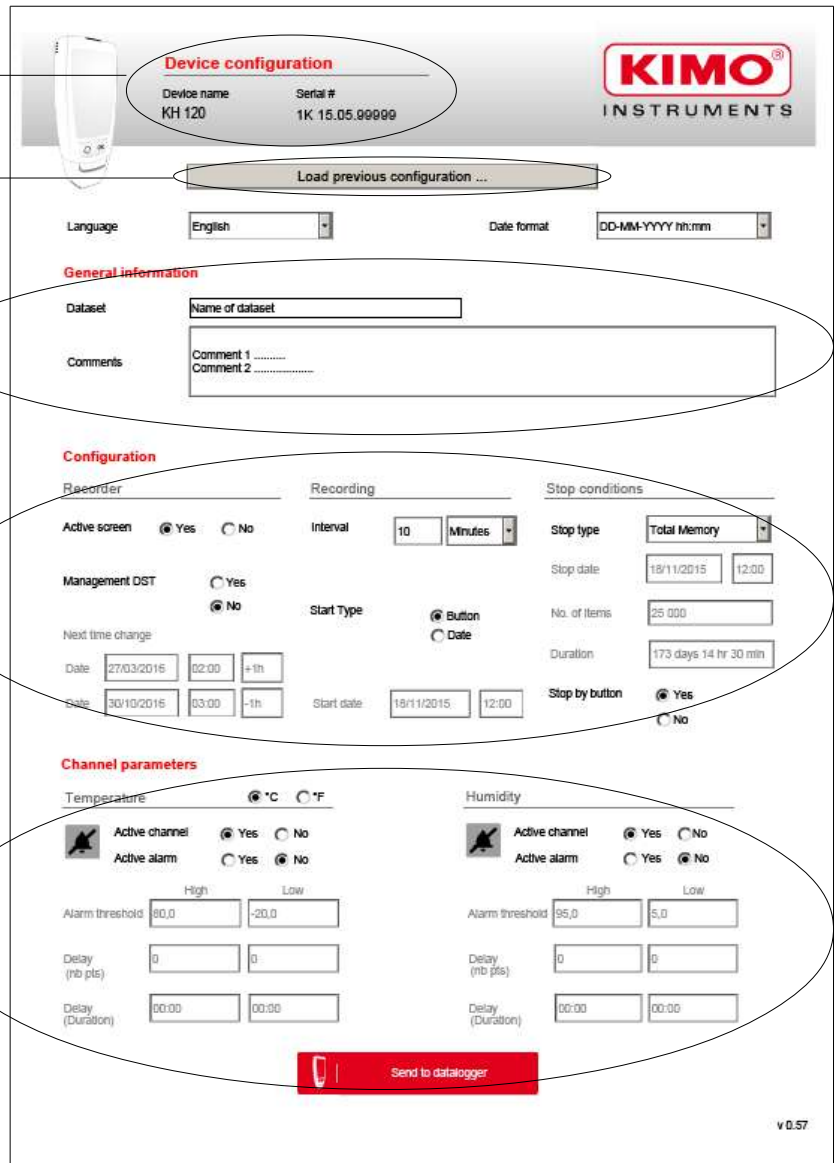 Device configuration
Device name Serial #
KH 120 1K 15.05.99999
KIMO®
INSTRUMENTS
Load previous configuration ...
Language English Date format DD-MM-YYYY hh:mm
General information
Dataset Name of dataset
Comments
Comment 1 ..........
Comment 2 ...................
Configuration
Recorder Recording Stop conditions
Active screen Yes No Interval 10 Minutes Stop type Total Memory
Stop date 18/11/2015 12:00
Management DST Yes
No
Start Type Button
Date
No. of items 25 000
Next time change
Duration 173 days 14 hr 30 min
Date 27/03/2016 02:00 +1h
Date 30/10/2016 03:00 -1h Start date 18/11/2015 12:00 Stop by button Yes
No
Channel parameters
Temperature °C °F Humidity
Active channel Yes No Active channel Yes No
Active alarm Yes No Active alarm Yes No
High Low High Low
Alarm threshold 80,0 -20,0 Alarm threshold 95,0 5,0
Delay
(nb pts) 0 0 Delay
(nb pts) 0 0
Delay
(Duration) 00:00 00:00 Delay
(Duration) 00:00 00:00
Send to datalogger
v 0.57